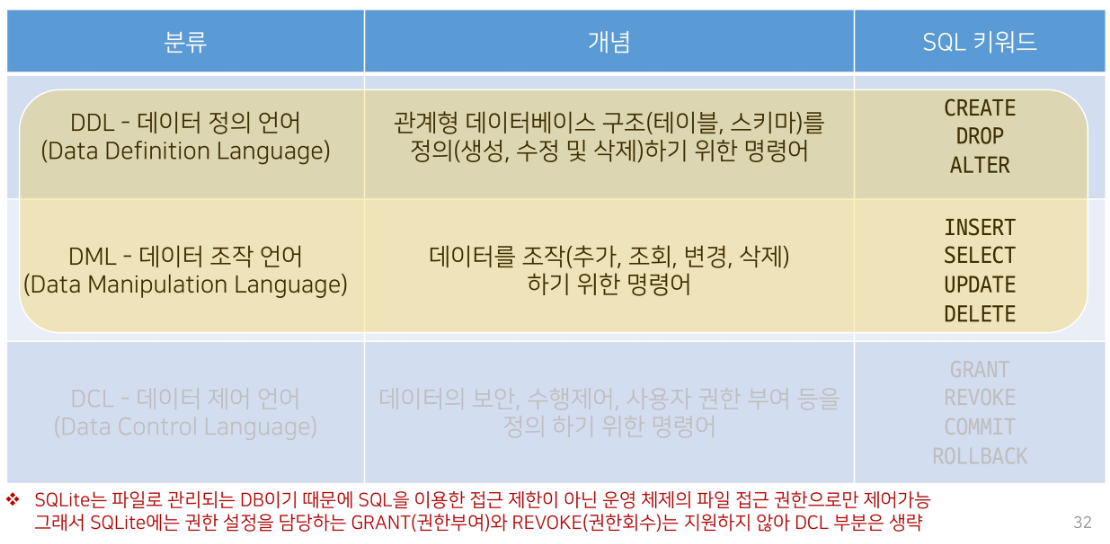 분류
개념
SQL 키워드
DDL - 데이터 정의 언어
(Data Definition Language)
관계형 데이터베이스 구조(테이블, 스키마)를
정의(생성, 수정 및 삭제)하기 위한 명령어
CREATE
DROP
ALTER
DML - 데이터 조작 언어
(Data Manipulation Language)
데이터를 조작(추가, 조회, 변경, 삭제)
하기 위한 명령어
INSERT
SELECT
UPDATE
DELETE
DCL - 데이터 제어 언어
(Data Control Language)
데이터의 보안, 수행제어, 사용자 권한 부여 등을
정의 하기 위한 명령어
GRANT
REVOKE
COMMIT
ROLLBACK
❖ SQLite는 파일로 관리되는 DB이기 때문에 SQL을 이용한 접근 제한이 아닌 운영 체제의 파일 접근 권한으로만 제어가능
그래서 SQLite에는 권한 설정을 담당하는 GRANT(권한부여)와 REVOKE(권한회수)는 지원하지 않아 DCL 부분은 생략
32